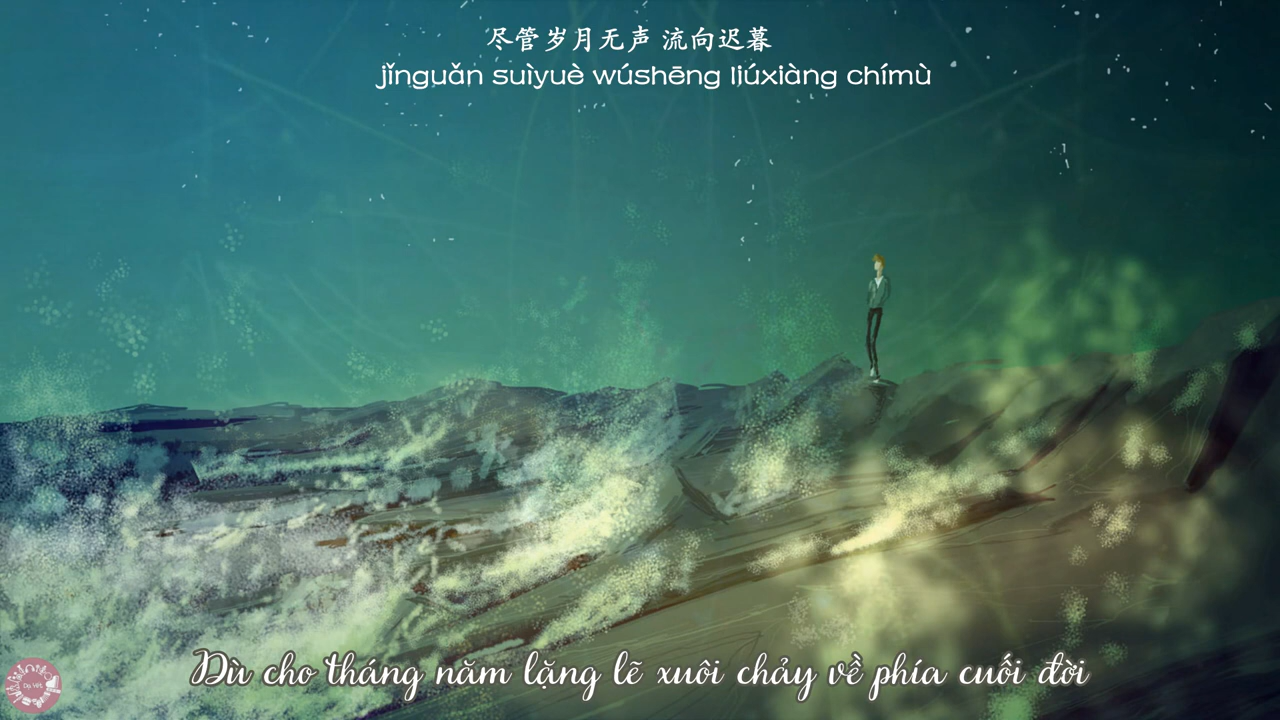 尽管岁月无声 流向迟暮
jǐnguǎn suìyuè wúshēng liúxiàng chímù
Dù cho tháng năm lặng lẽ xuôi chảy về phía cuối đời